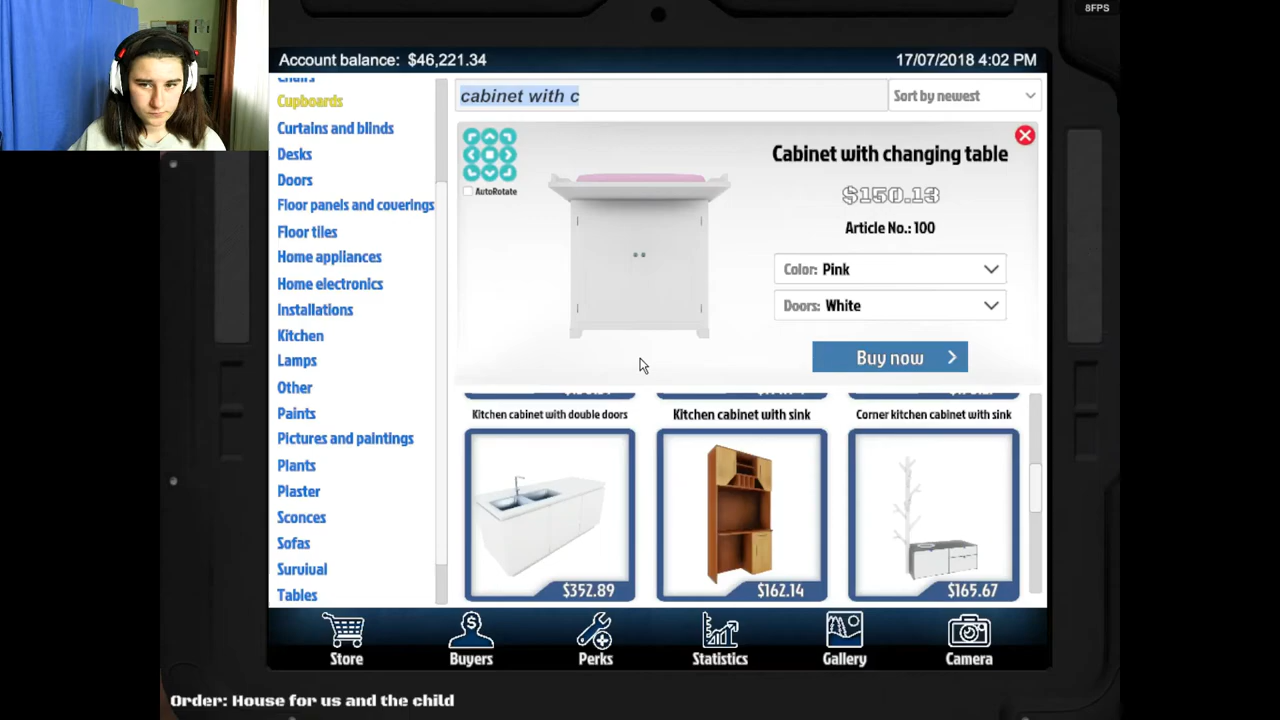 8FPS
Account balance: $46,221.34
17/07/2018 4:02 PM
Chairs
Cupboards
Curtains and blinds
Desks
Doors
Floor panels and coverings
Floor tiles
Home appliances
Home electronics
Installations
Kitchen
Lamps
Other
Paints
Pictures and paintings
Plants
Plaster
Sconces
Sofas
Survival
Tables
cabinet with c
Sort by newest
AutoRotate
Cabinet with changing table
$150.13
Article No.: 100
Color: Pink
Doors: White
Buy now
Kitchen cabinet with double doors
Kitchen cabinet with sink
Corner kitchen cabinet with sink
$352.89
$162.14
$165.67
Store
Buyers
Perks
Statistics
Gallery
Camera
Order: House for us and the child